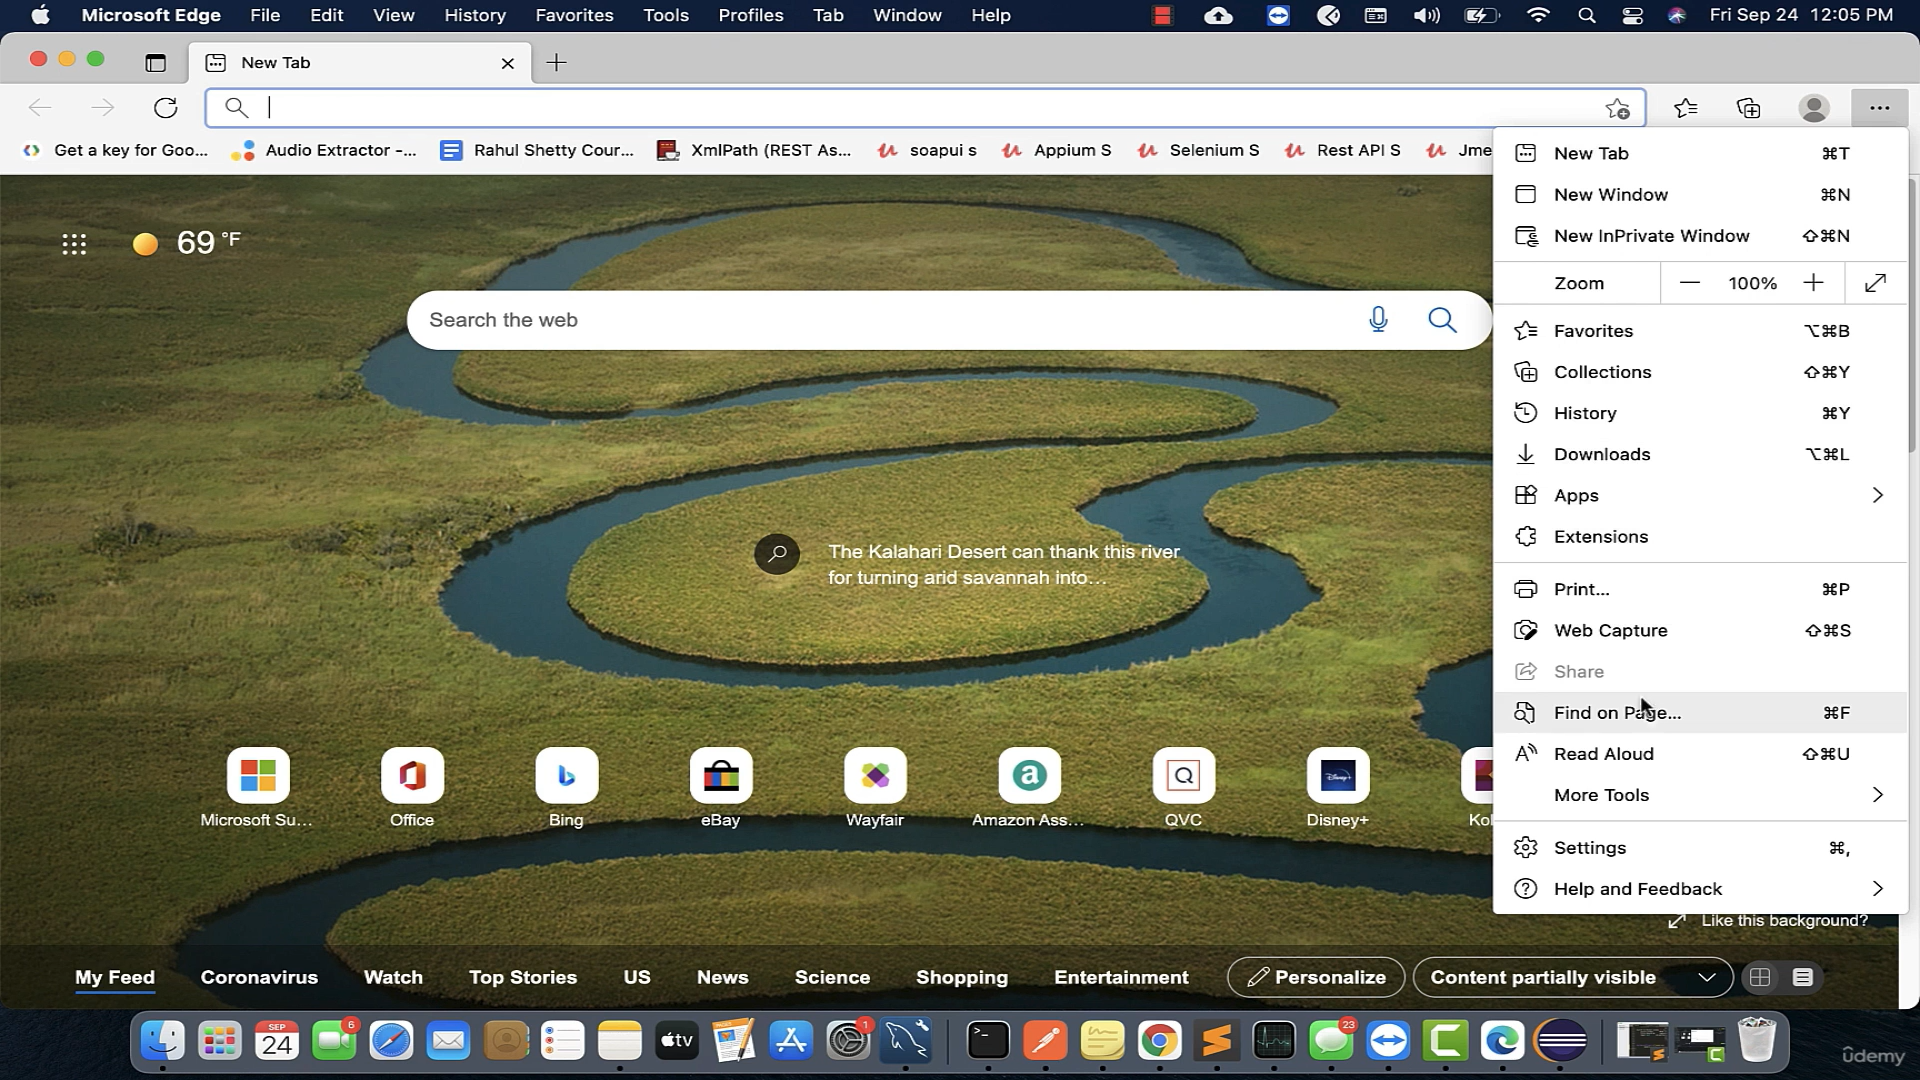 Microsoft Edge File Edit View History Favorites Tools Profiles Tab Window Help Fri Sep 24 12:05 PM
New Tab
Get a key for Goo... Audio Extractor -... Rahul Shetty Cour... XmlPath (REST As... soapui s Appium S Selenium S Rest API S Jme
69 °F
Search the web
The Kalahari Desert can thank this river
for turning arid savannah into...
Microsoft Su... Office Bing eBay Wayfair Amazon Ass... QVC Disney+ Kol
New Tab ⌘T
New Window ⌘N
New InPrivate Window ⇧⌘N
Zoom 100%
Favorites ⌥⌘B
Collections ⇧⌘Y
History ⌘Y
Downloads ⌥⌘L
Apps
Extensions
Print... ⌘P
Web Capture ⇧⌘S
Share
Find on Page... ⌘F
Read Aloud ⇧⌘U
More Tools
Settings ⌘,
Help and Feedback
Like this background?
My Feed Coronavirus Watch Top Stories US News Science Shopping Entertainment Personalize Content partially visible
SEP
24
6
tv
1
23
ûdemy